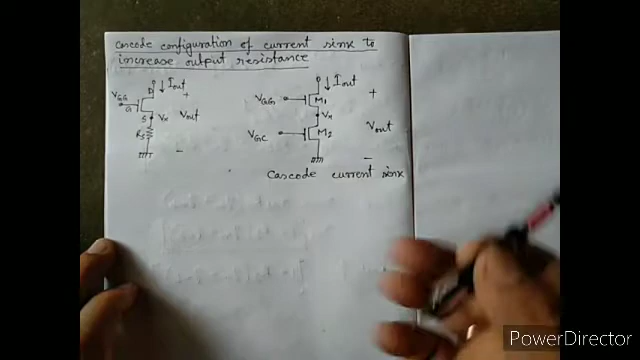 Cascode configuration of current sink to
increase output resistance
VGG G D Iout +
S Vx Vout
Rs -
VGG M1 Iout +
Vx
VGC M2 Vout
-
Cascode current sink
PowerDirector